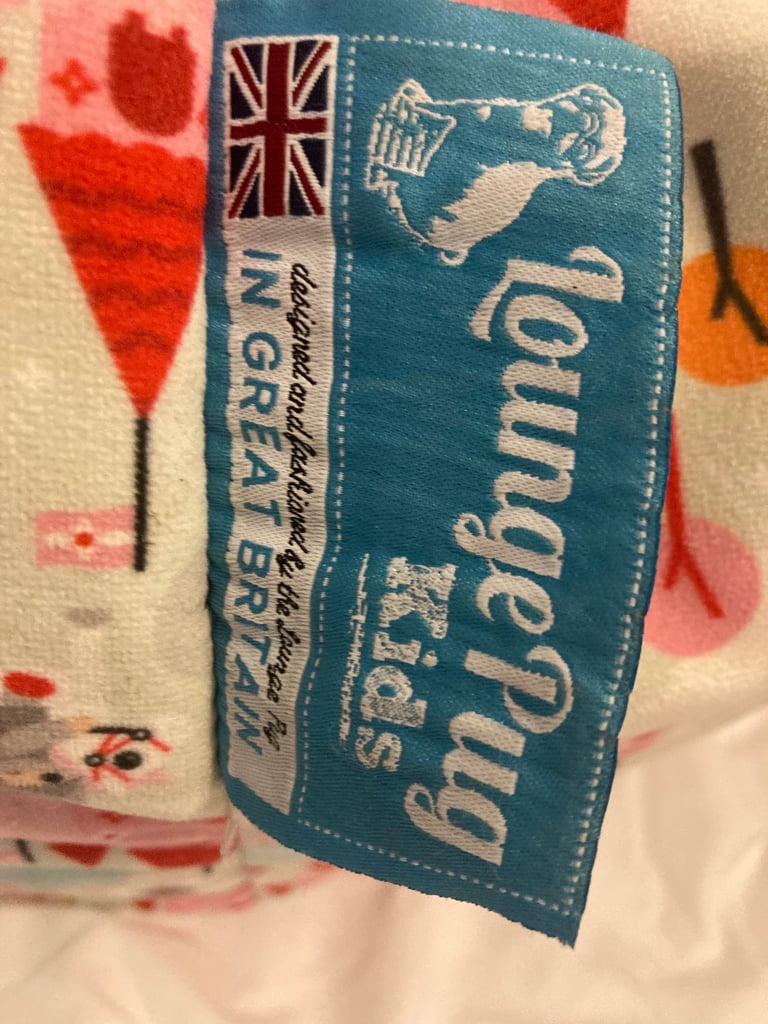 Lounge Pug
Kids
designed and fashioned by the Lounge Pug
IN GREAT BRITAIN